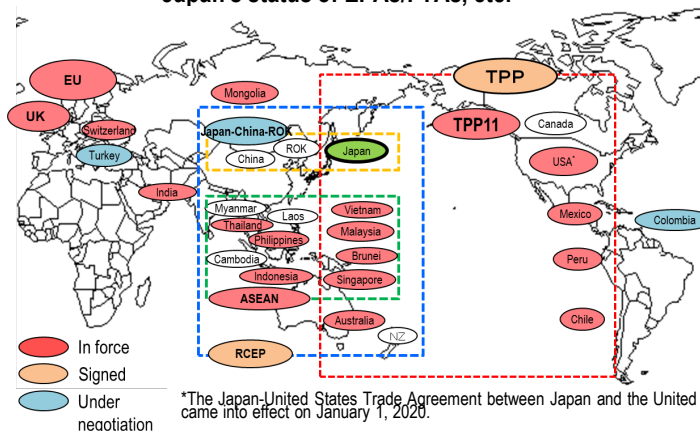 Japan's status of EPAs/FTAs, etc.
EU
TPP
Mongolia
UK
TPP11
Canada
Switzerland
Japan-China-ROK
ROK
Japan
China
Turkey
USA*
India
Myanmar
Laos
Vietnam
Mexico
Colombia
Thailand
Malaysia
Philippines
Cambodia
Brunei
Peru
Indonesia
Singapore
ASEAN
Australia
Chile
NZ
RCEP
In force
Signed
Under
negotiation
*The Japan-United States Trade Agreement between Japan and the United
came into effect on January 1, 2020.